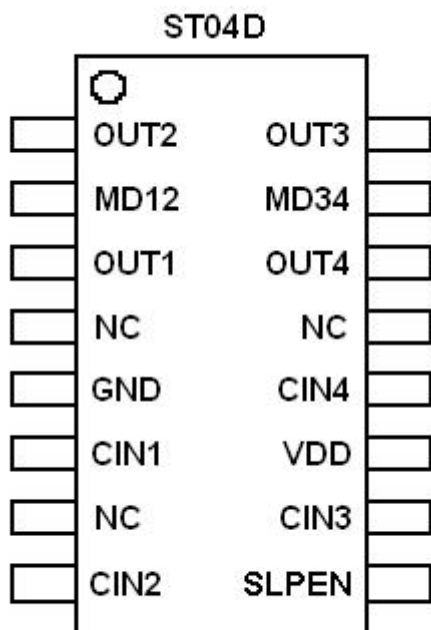 ST04D
OUT2 OUT3
MD12 MD34
OUT1 OUT4
NC NC
GND CIN4
CIN1 VDD
NC CIN3
CIN2 SLPEN